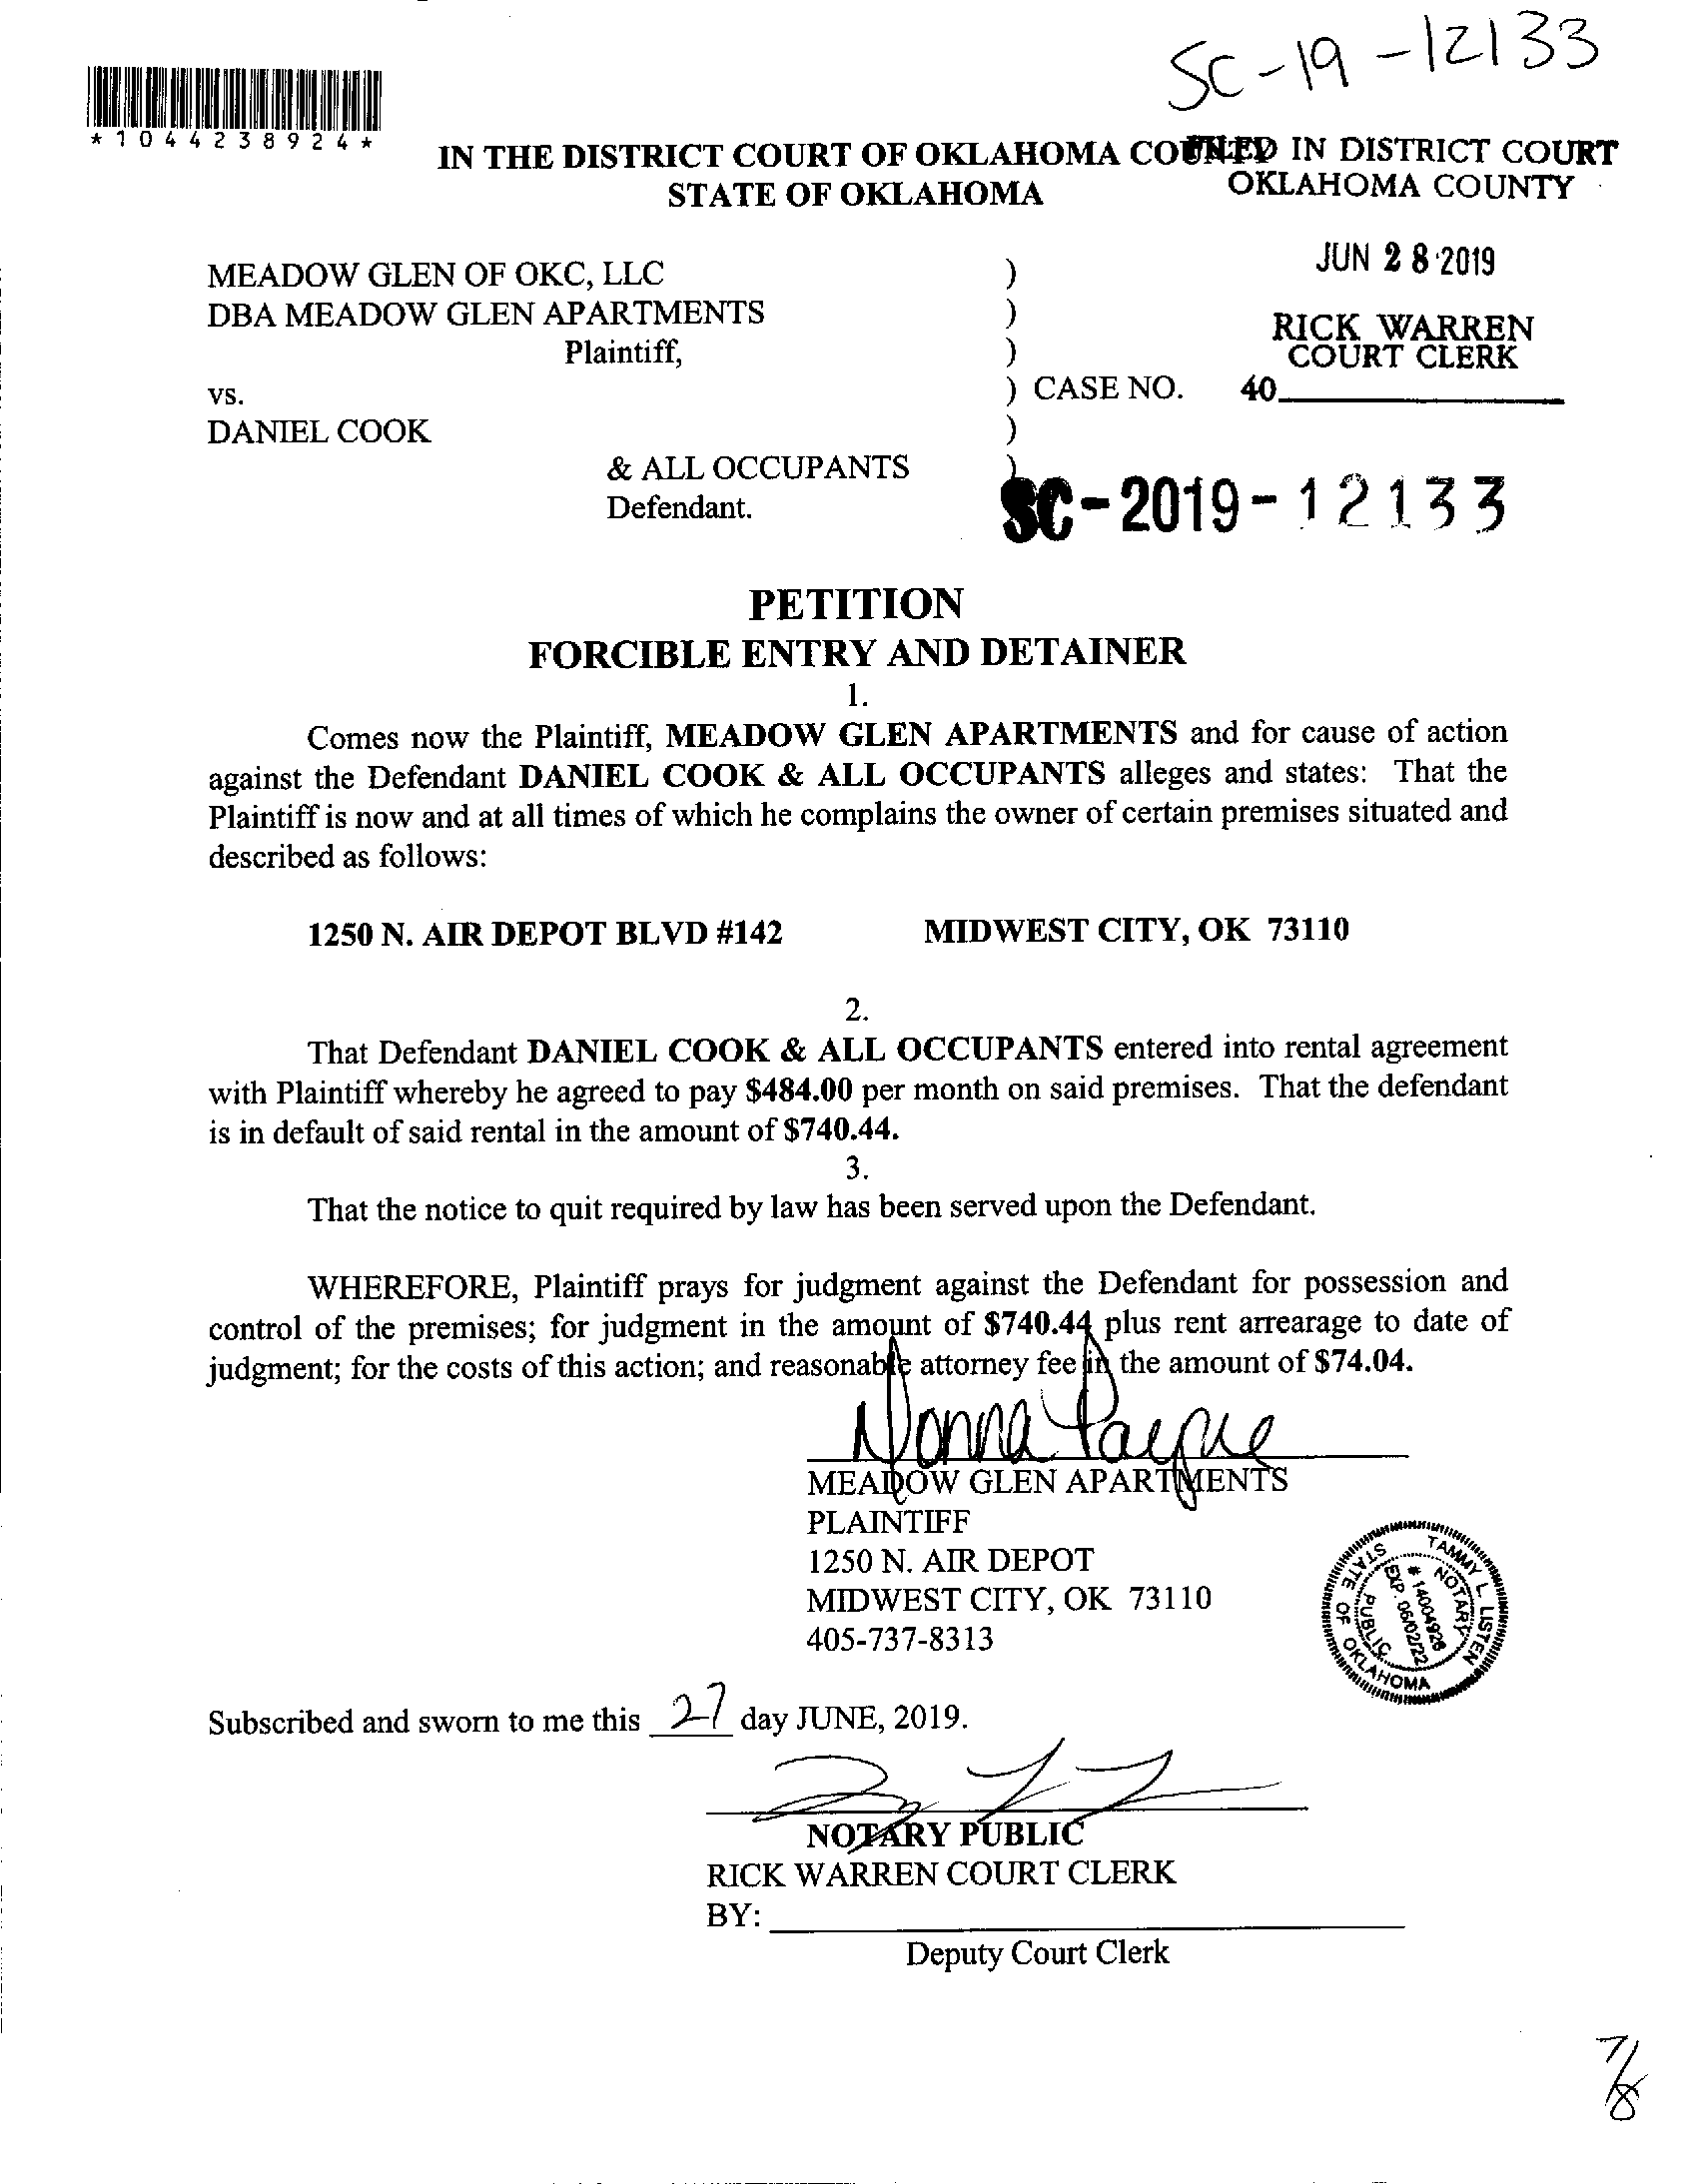 SC-19-12133
*1044238924*
IN THE DISTRICT COURT OF OKLAHOMA
STATE OF OKLAHOMA
FILED IN DISTRICT COURT
OKLAHOMA COUNTY
JUN 28 2019
RICK WARREN
COURT CLERK
40
MEADOW GLEN OF OKC, LLC )
DBA MEADOW GLEN APARTMENTS )
Plaintiff, )
vs. ) CASE NO.
DANIEL COOK )
& ALL OCCUPANTS )
Defendant.
SC-2019-12133
PETITION
FORCIBLE ENTRY AND DETAINER
1.
Comes now the Plaintiff, MEADOW GLEN APARTMENTS and for cause of action
against the Defendant DANIEL COOK & ALL OCCUPANTS alleges and states: That the
Plaintiff is now and at all times of which he complains the owner of certain premises situated and
described as follows:
1250 N. AIR DEPOT BLVD #142 MIDWEST CITY, OK 73110
2.
That Defendant DANIEL COOK & ALL OCCUPANTS entered into rental agreement
with Plaintiff whereby he agreed to pay $484.00 per month on said premises. That the defendant
is in default of said rental in the amount of $740.44.
3.
That the notice to quit required by law has been served upon the Defendant.
WHEREFORE, Plaintiff prays for judgment against the Defendant for possession and
control of the premises; for judgment in the amount of $740.44 plus rent arrearage to date of
judgment; for the costs of this action; and reasonable attorney fee in the amount of $74.04.
Donna Payne
MEADOW GLEN APARTMENTS
PLAINTIFF
1250 N. AIR DEPOT
MIDWEST CITY, OK 73110
405-737-8313
TAMMY L. LISTEN
NOTARY
# 14004926
EXP. 06/02/22
PUBLIC
STATE OF OKLAHOMA
Subscribed and sworn to me this 27 day JUNE, 2019.
NOTARY PUBLIC
RICK WARREN COURT CLERK
BY:
Deputy Court Clerk
7/8